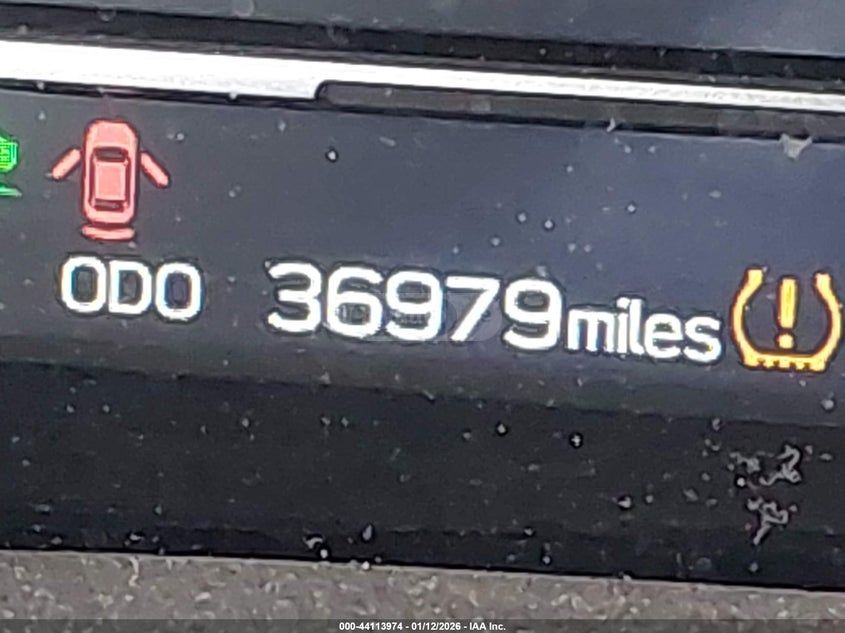 ODO 36979miles
000-44113974 - 01/12/2026 - IAA Inc.